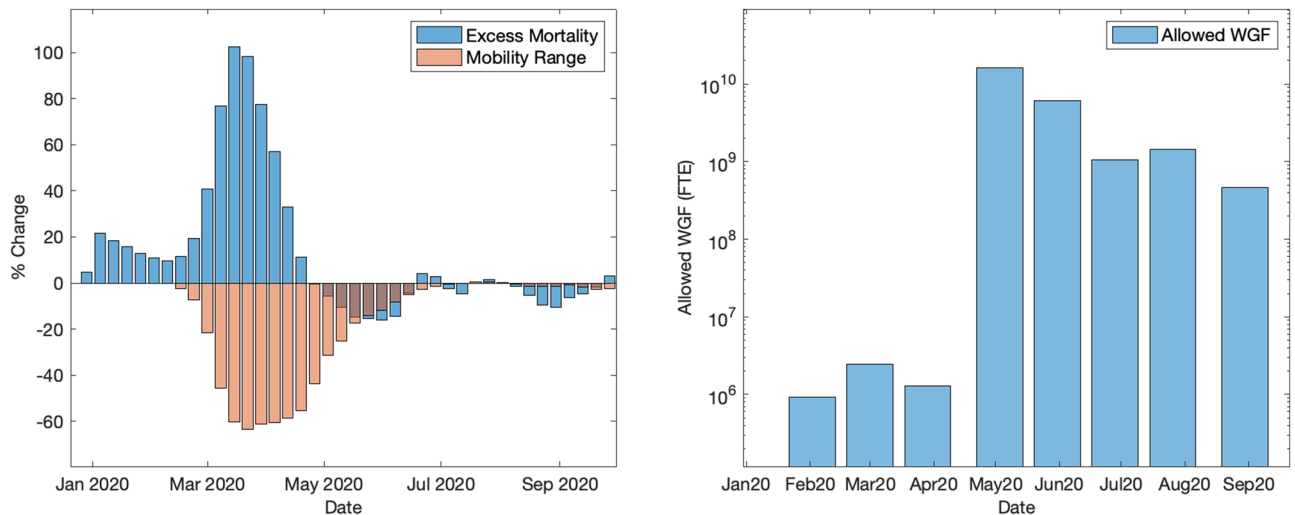 Excess Mortality
Mobility Range
100
80
60
40
20
0
-20
-40
-60
% Change
Jan 2020 Mar 2020 May 2020 Jul 2020 Sep 2020
Date
Allowed WGF
10^10
10^9
10^8
10^7
10^6
Allowed WGF (FTE)
Jan20 Feb20 Mar20 Apr20 May20 Jun20 Jul20 Aug20 Sep20
Date